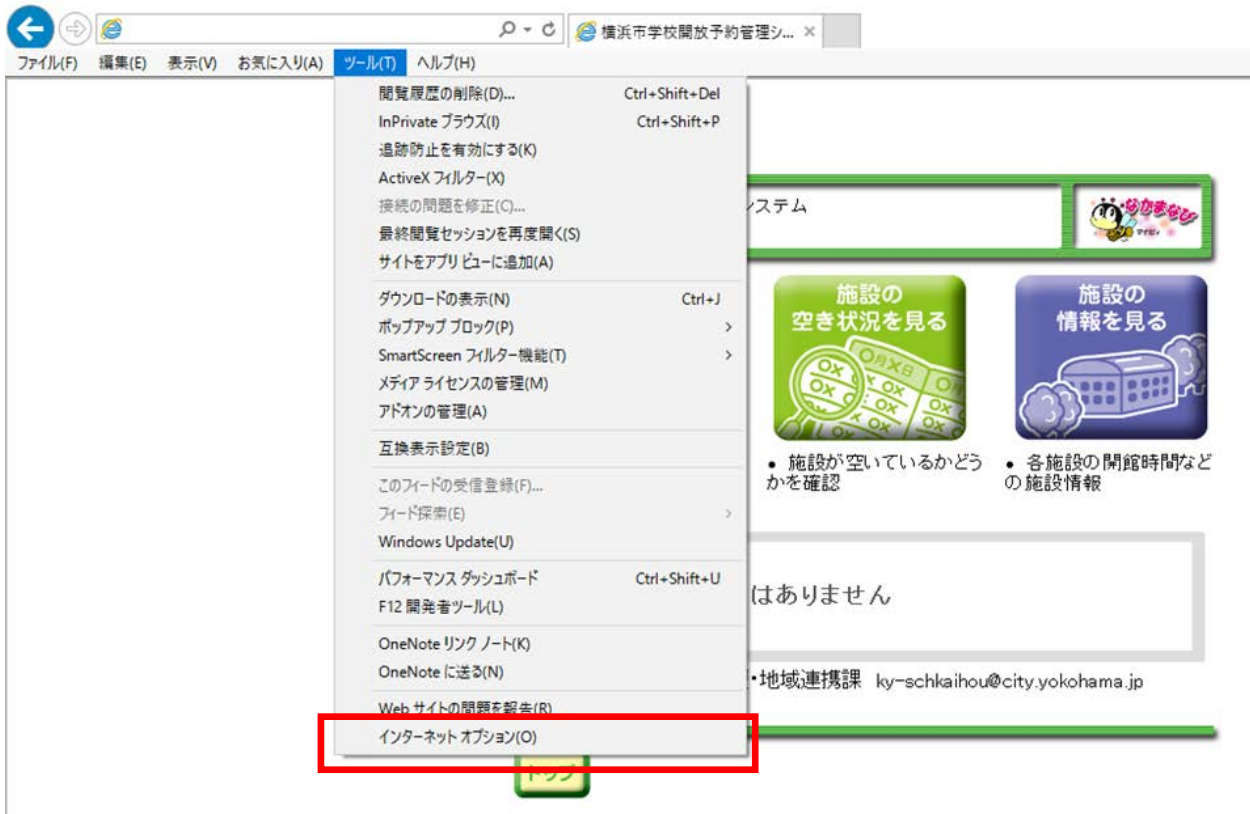 横浜市学校開放予約管理シ...
ファイル(F) 編集(E) 表示(V) お気に入り(A) ツール(T) ヘルプ(H)
閲覧履歴の削除(D)... Ctrl+Shift+Del
InPrivate ブラウズ(I) Ctrl+Shift+P
追跡防止を有効にする(K)
ActiveX フィルター(X)
接続の問題を修正(C)...
最終閲覧セッションを再度開く(S)
サイトをアプリ ビューに追加(A)
ダウンロードの表示(N) Ctrl+J
ポップアップ ブロック(P)
SmartScreen フィルター機能(T)
メディア ライセンスの管理(M)
アドオンの管理(A)
互換表示設定(B)
このフィードの受信登録(F)...
フィード探索(E)
Windows Update(U)
パフォーマンス ダッシュボード Ctrl+Shift+U
F12 開発者ツール(L)
OneNote リンク ノート(K)
OneNote に送る(N)
Web サイトの問題を報告(R)
インターネット オプション(O)
ステム
なかまなび
施設の
空き状況を見る
施設の
情報を見る
• 施設が空いているかどう
かを確認
• 各施設の開館時間など
の施設情報
はありません
・地域連携課 ky-schkaihou@city.yokohama.jp
トップ